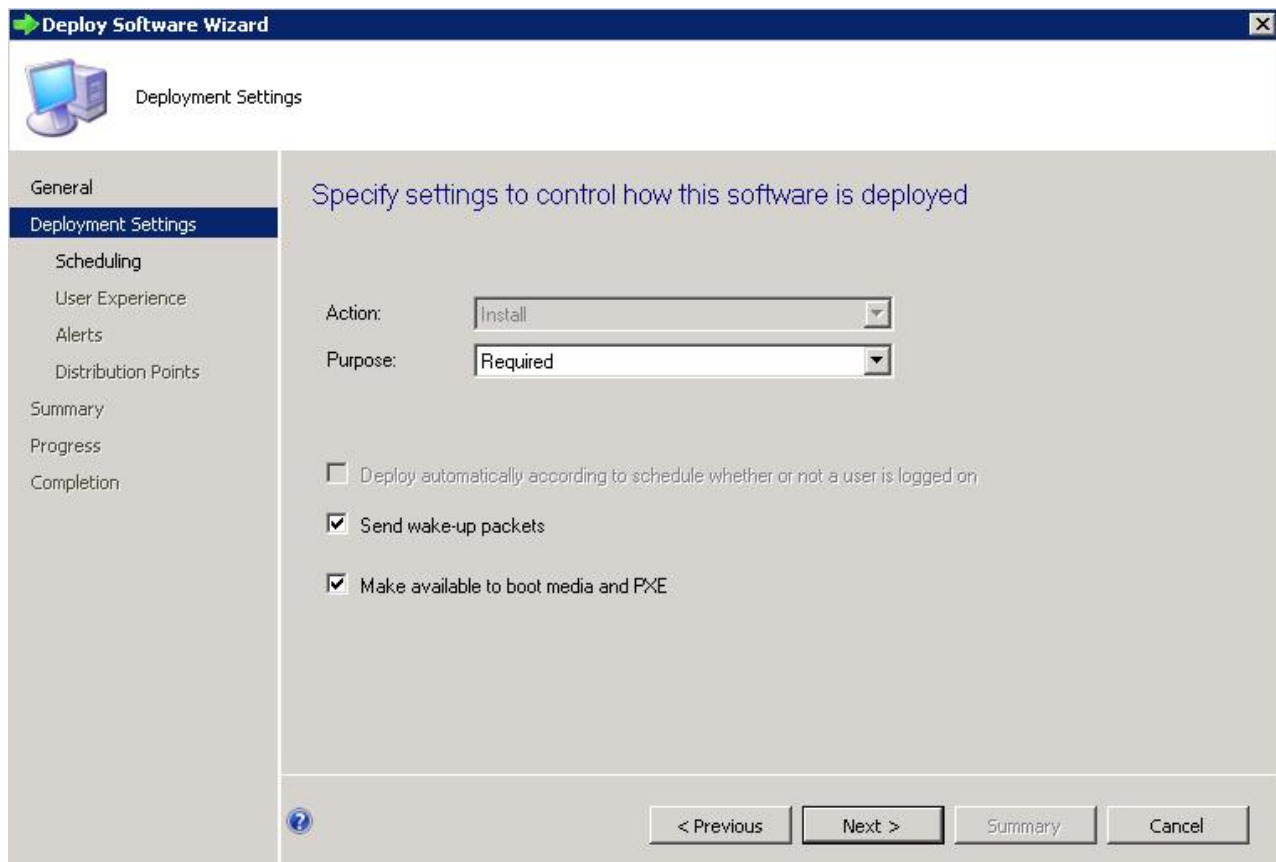 Deploy Software Wizard
Deployment Settings
General
Deployment Settings
Scheduling
User Experience
Alerts
Distribution Points
Summary
Progress
Completion
Specify settings to control how this software is deployed
Action: Install
Purpose: Required
Deploy automatically according to schedule whether or not a user is logged on
Send wake-up packets
Make available to boot media and PXE
< Previous Next > Summary Cancel